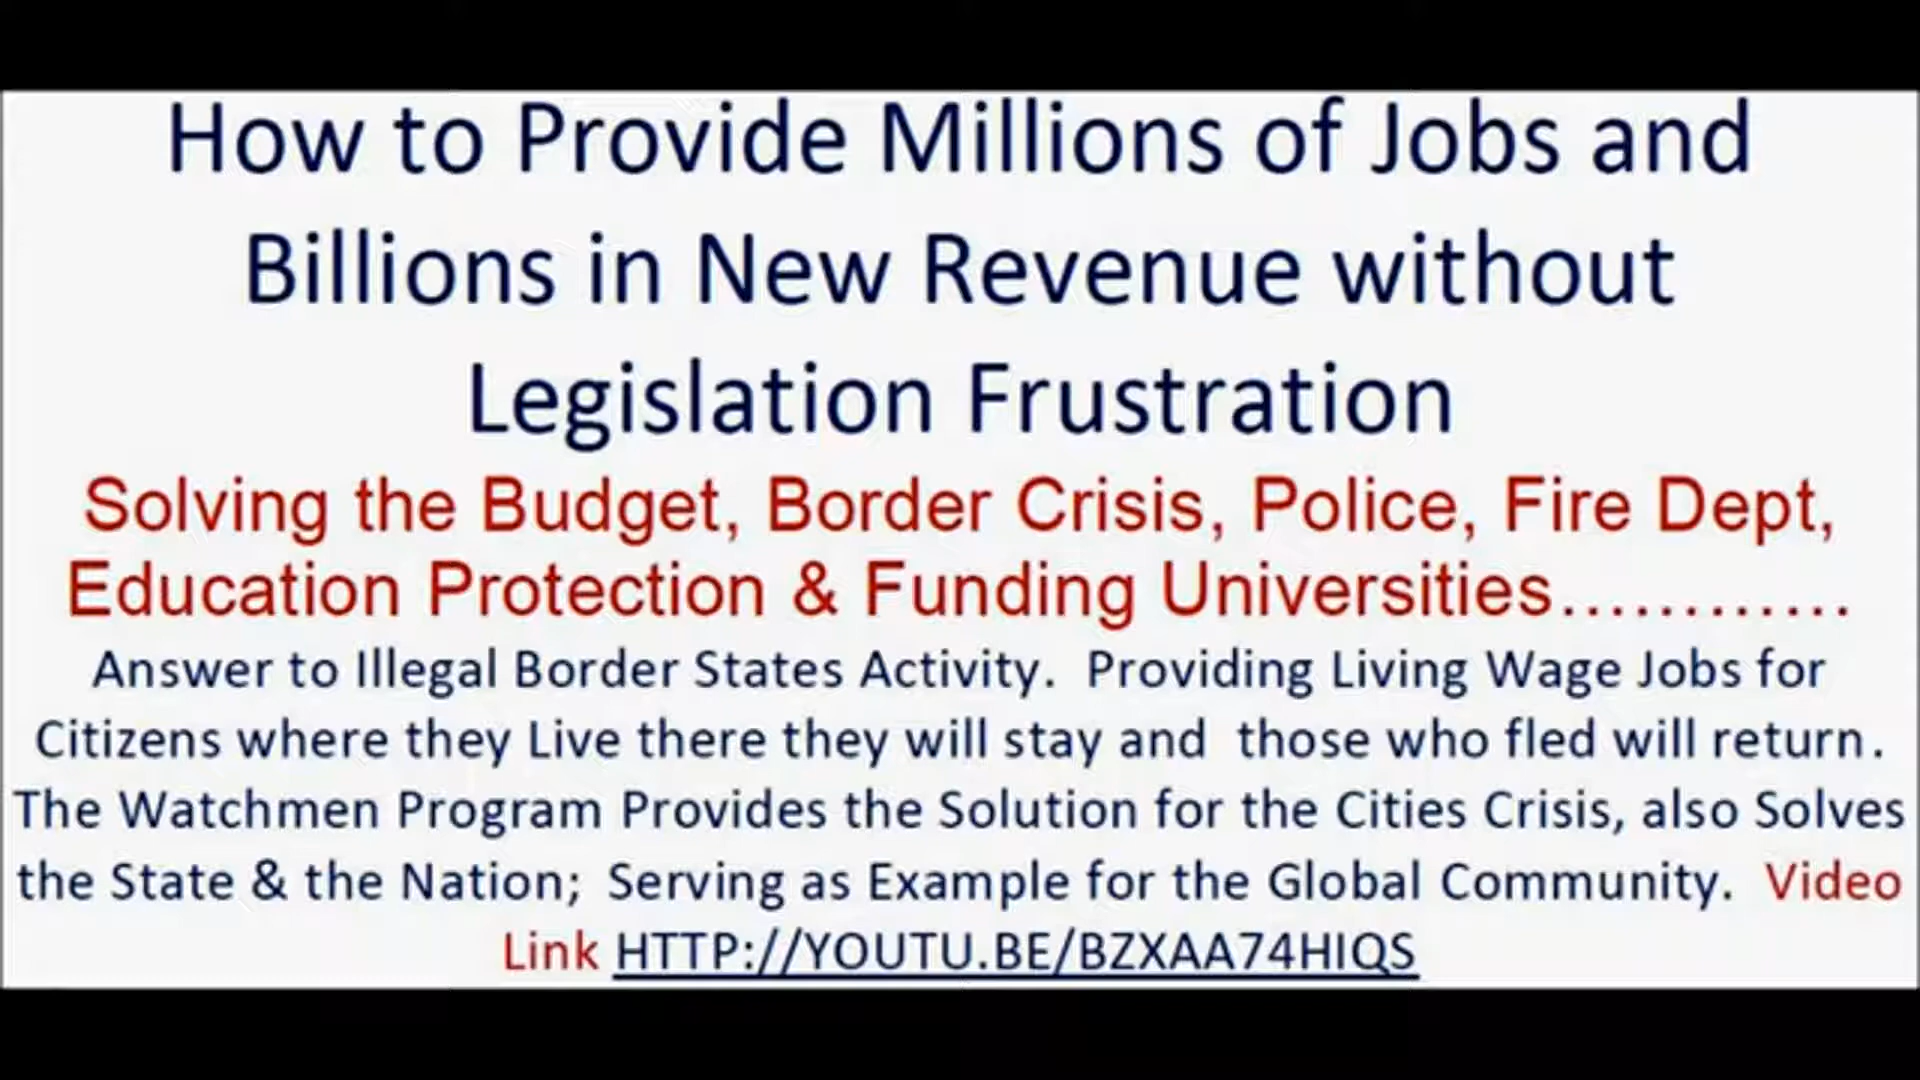 How to Provide Millions of Jobs and
Billions in New Revenue without
Legislation Frustration
Solving the Budget, Border Crisis, Police, Fire Dept,
Education Protection & Funding Universities............
Answer to Illegal Border States Activity.  Providing Living Wage Jobs for
Citizens where they Live there they will stay and  those who fled will return.
The Watchmen Program Provides the Solution for the Cities Crisis, also Solves
the State & the Nation;  Serving as Example for the Global Community.  Video
Link HTTP://YOUTU.BE/BZXAA74HIQS